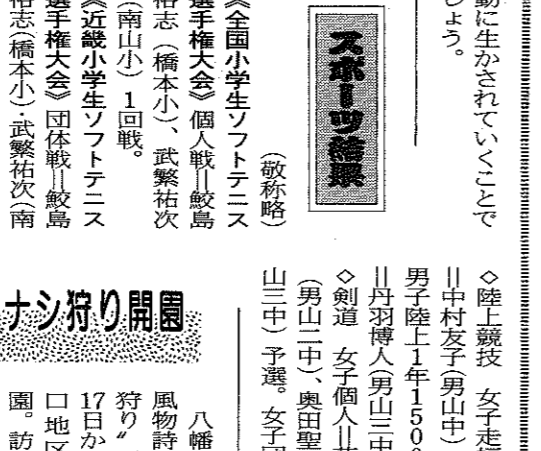 動に生かされていくことで
しょう。
スポーツ結果
(敬称略)
《全国小学生ソフトテニス
選手権大会》個人戦＝鮫島
裕志(橋本小)、武繁祐次
(南山小)1回戦。
《近畿小学生ソフトテニス
選手権大会》団体戦＝鮫島
裕志(橋本小)・武繁祐次(南
◇陸上競技 女子走
＝中村友子(男山中)
男子陸上1年150
＝丹羽博人(男山三中
◇剣道 女子個人＝
(男山二中)、奥田聖
山三中)予選。女子団
ナシ狩り開園
八幡
風物詩
狩り〟
17日か
口地区
園。訪